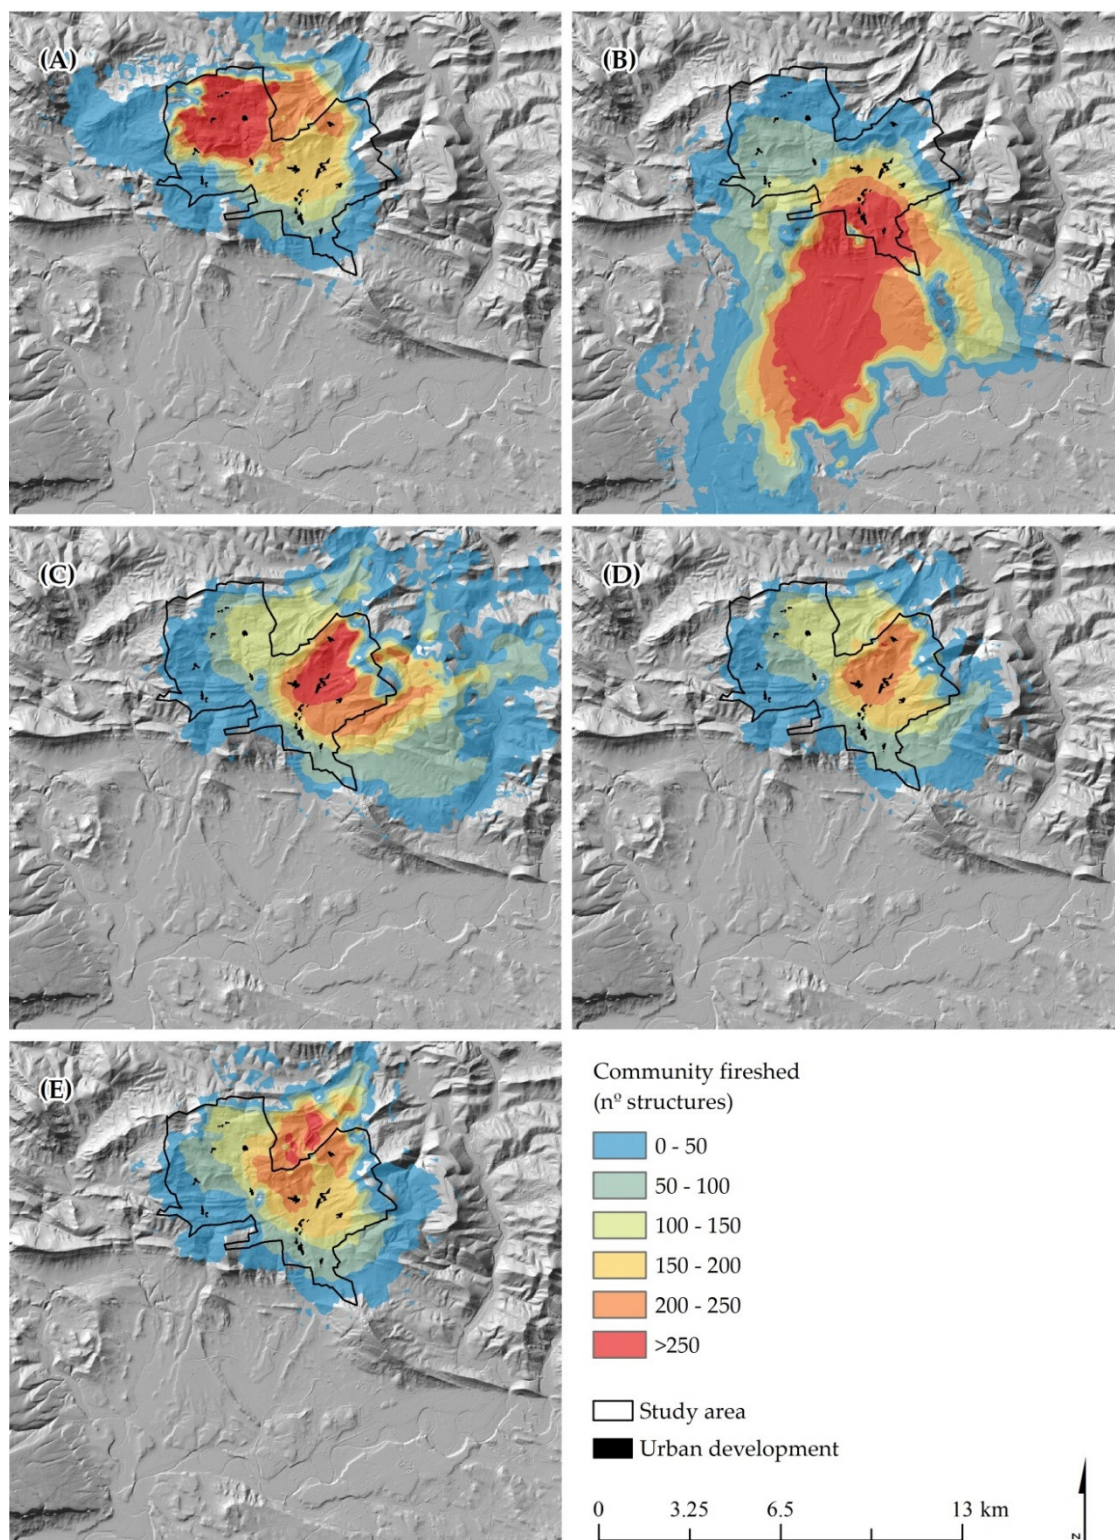 (A)
(B)
(C)
(D)
(E)
Community fireshed
(nº structures)
0 - 50
50 - 100
100 - 150
150 - 200
200 - 250
>250
Study area
Urban development
0 3.25 6.5 13 km
N